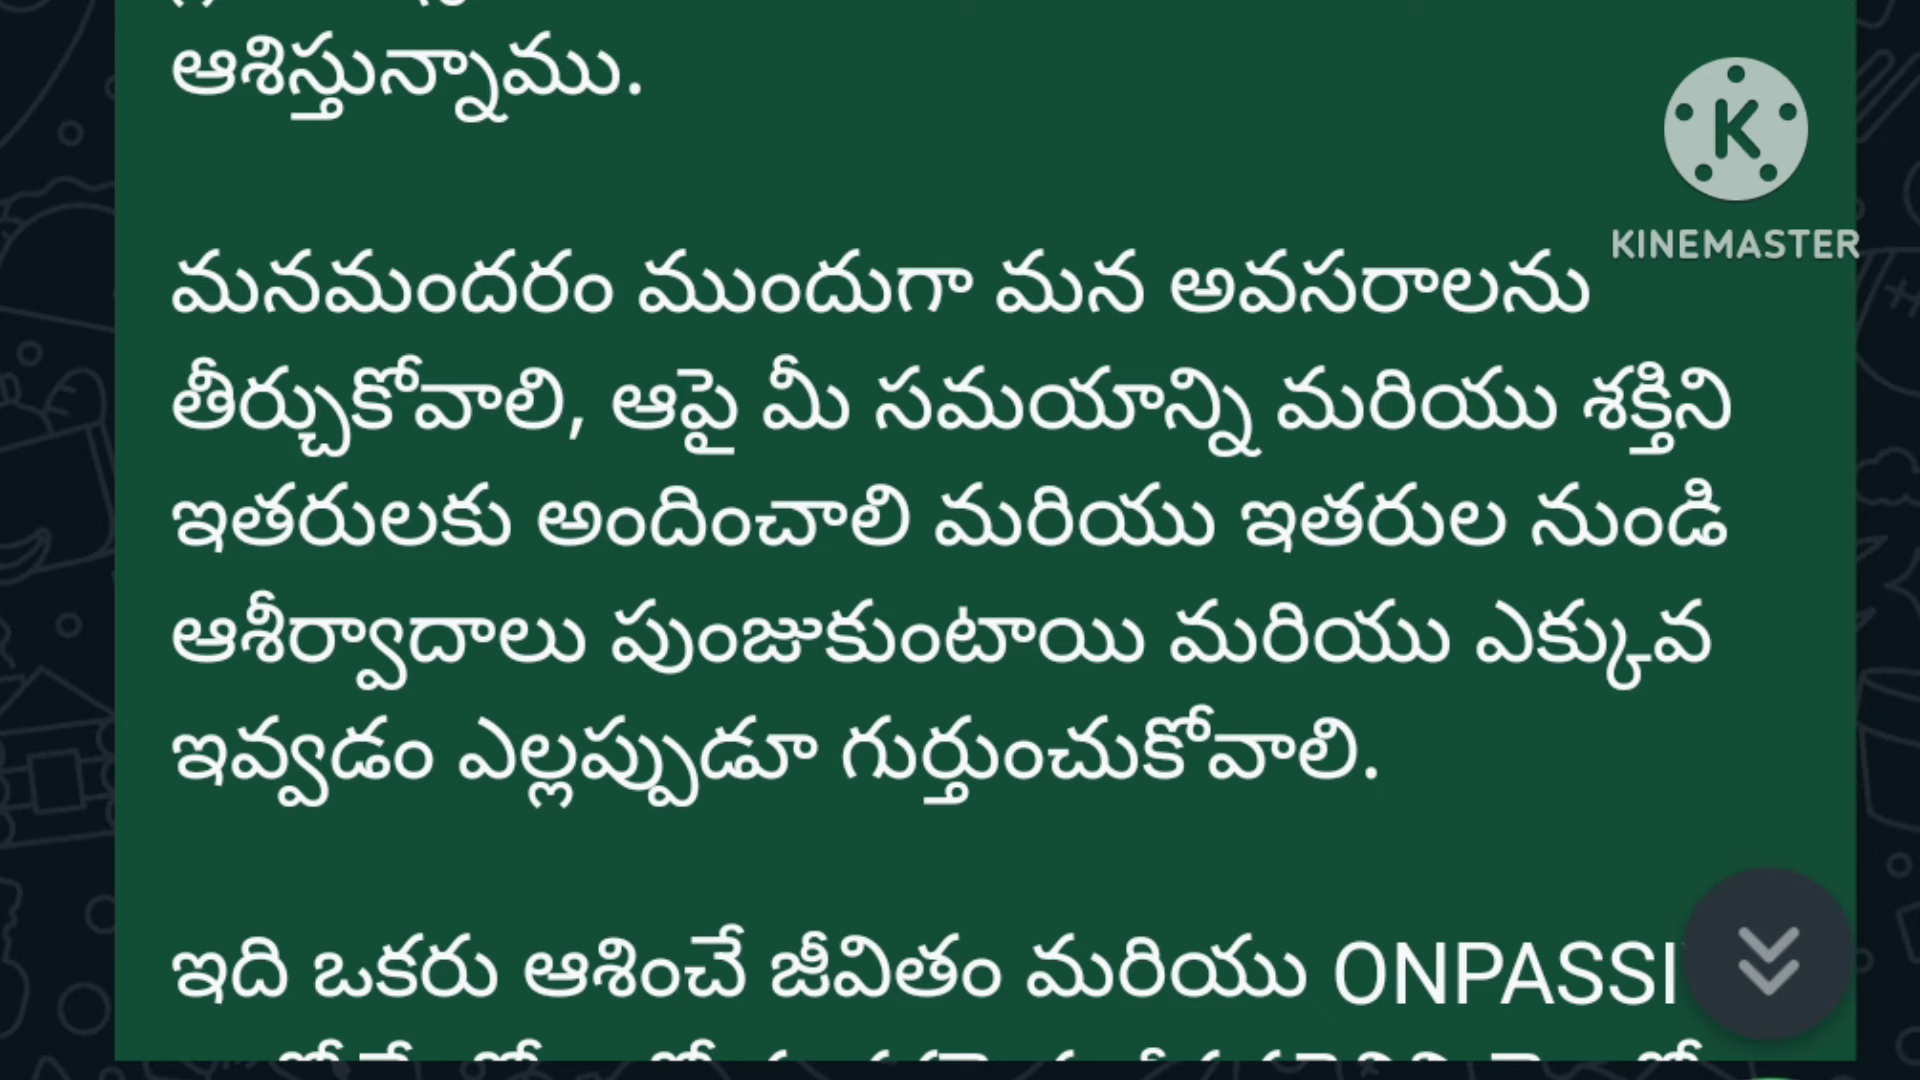 ఆశిస్తున్నాము.
K
KINEMASTER
మనమందరం ముందుగా మన అవసరాలను
తీర్చుకోవాలి, ఆపై మీ సమయాన్ని మరియు శక్తిని
ఇతరులకు అందించాలి మరియు ఇతరుల నుండి
ఆశీర్వాదాలు పుంజుకుంటాయి మరియు ఎక్కువ
ఇవ్వడం ఎల్లప్పుడూ గుర్తుంచుకోవాలి.
ఇది ఒకరు ఆశించే జీవితం మరియు ONPASSI